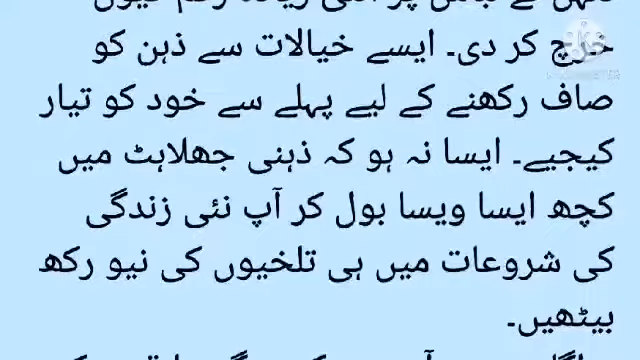 خرچ کر دی۔ ایسے خیالات سے ذہن کو
صاف رکھنے کے لیے پہلے سے خود کو تیار
کیجیے۔ ایسا نہ ہو کہ ذہنی جھلاہٹ میں
کچھ ایسا ویسا بول کر آپ نئی زندگی
کی شروعات میں ہی تلخیوں کی نیو رکھ
بیٹھیں۔